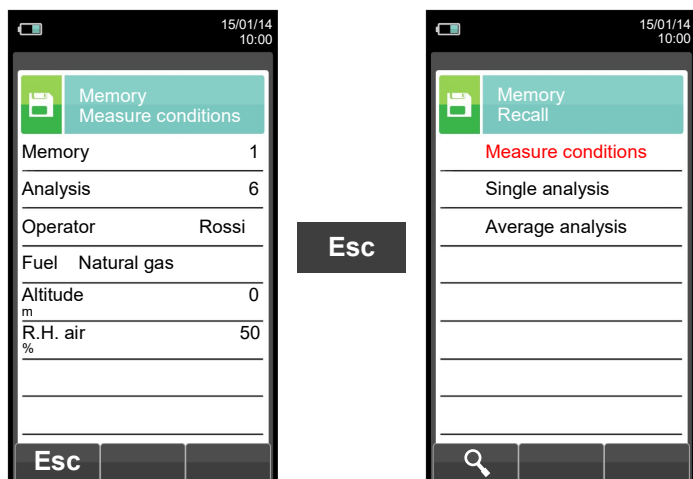 15/01/14
10:00
Memory
Measure conditions
Memory 1
Analysis 6
Operator Rossi
Fuel Natural gas
Altitude 0
m
R.H. air 50
%
Esc
Esc
15/01/14
10:00
Memory
Recall
Measure conditions
Single analysis
Average analysis